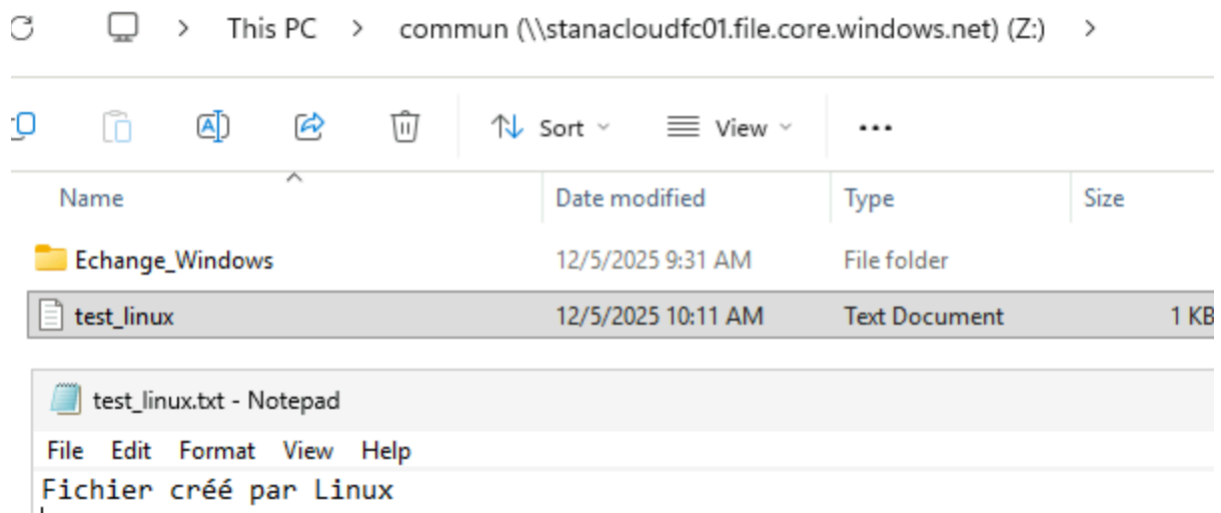 This PC > commun (\\stanacloudfc01.file.core.windows.net) (Z:) >
Sort View ...
Name Date modified Type Size
Echange_Windows 12/5/2025 9:31 AM File folder
test_linux 12/5/2025 10:11 AM Text Document 1 KB
test_linux.txt - Notepad
File Edit Format View Help
Fichier créé par Linux